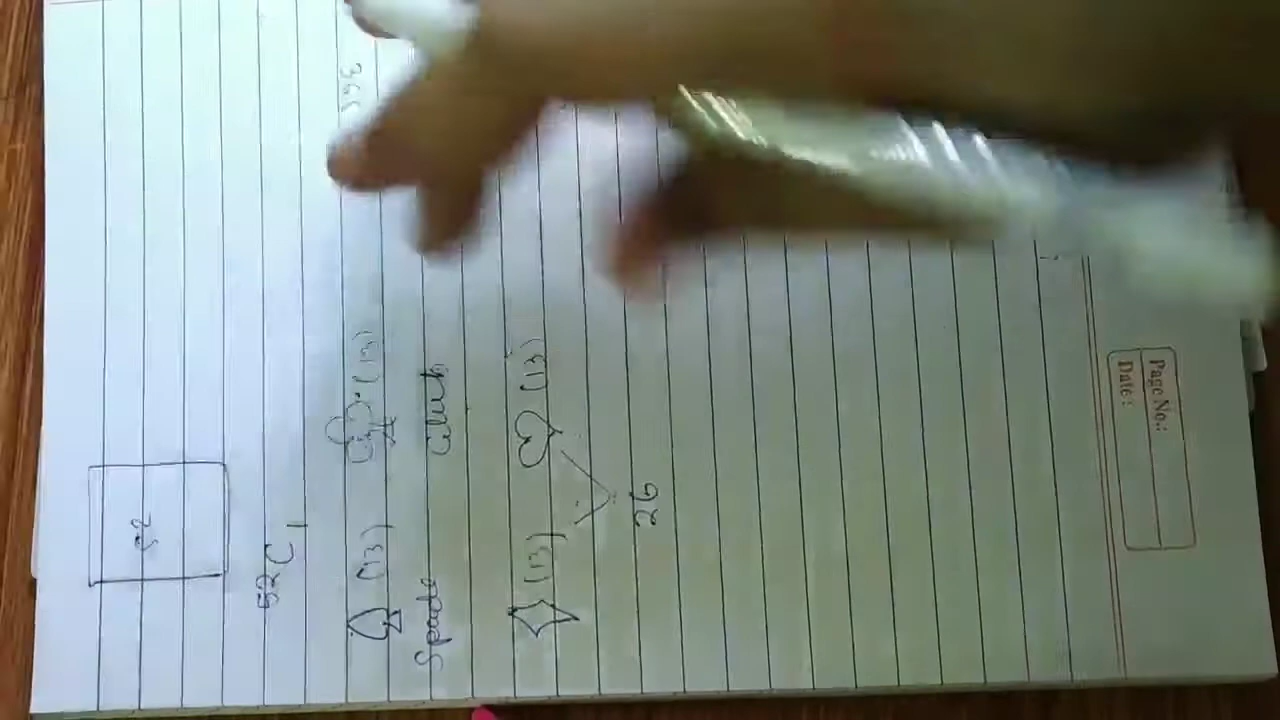 Page No.:
Date :
52
52C1
(13) (13)
Spade Club
(13) (13)
26